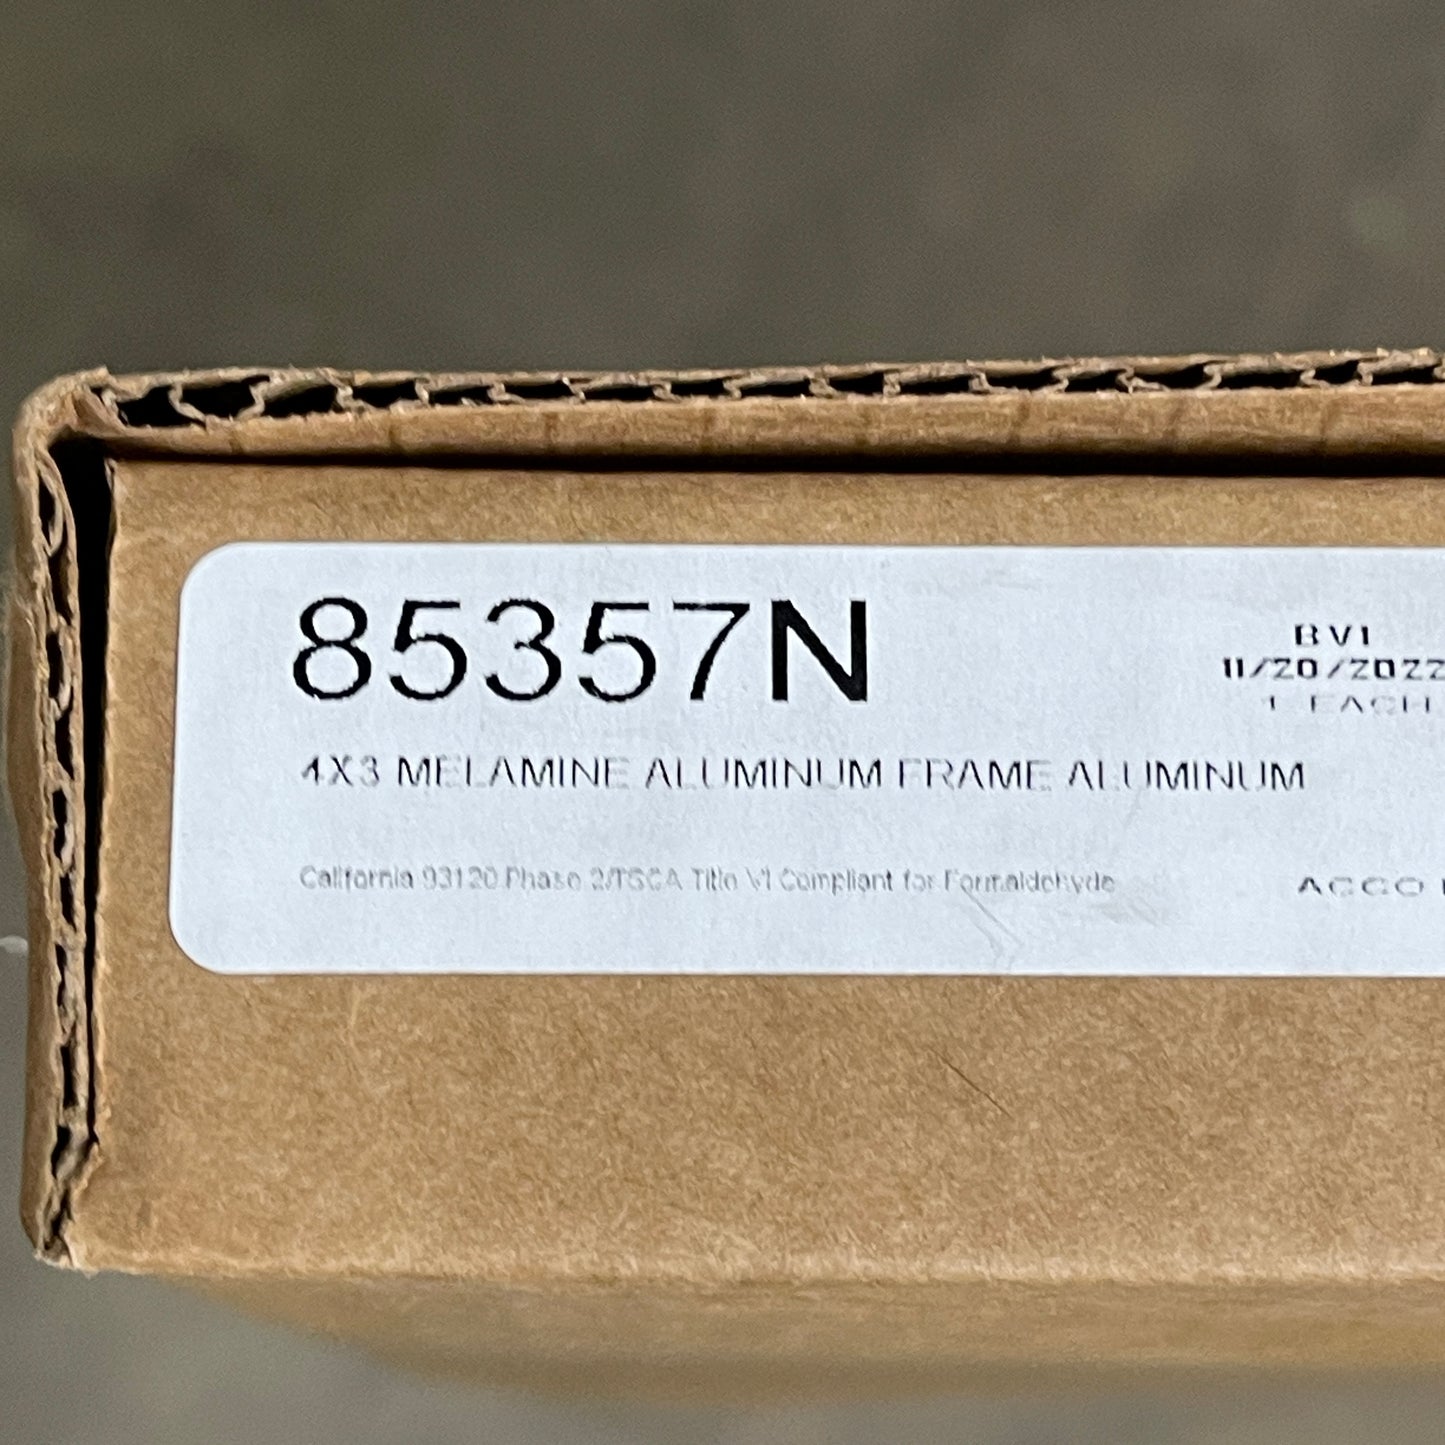 85357N
BV1
11/20/2022
1 EACH
4X3 MELAMINE ALUMINUM FRAME ALUMINUM
California 93120 Phase 2/TSCA Title VI Compliant for Formaldehyde
ACCO